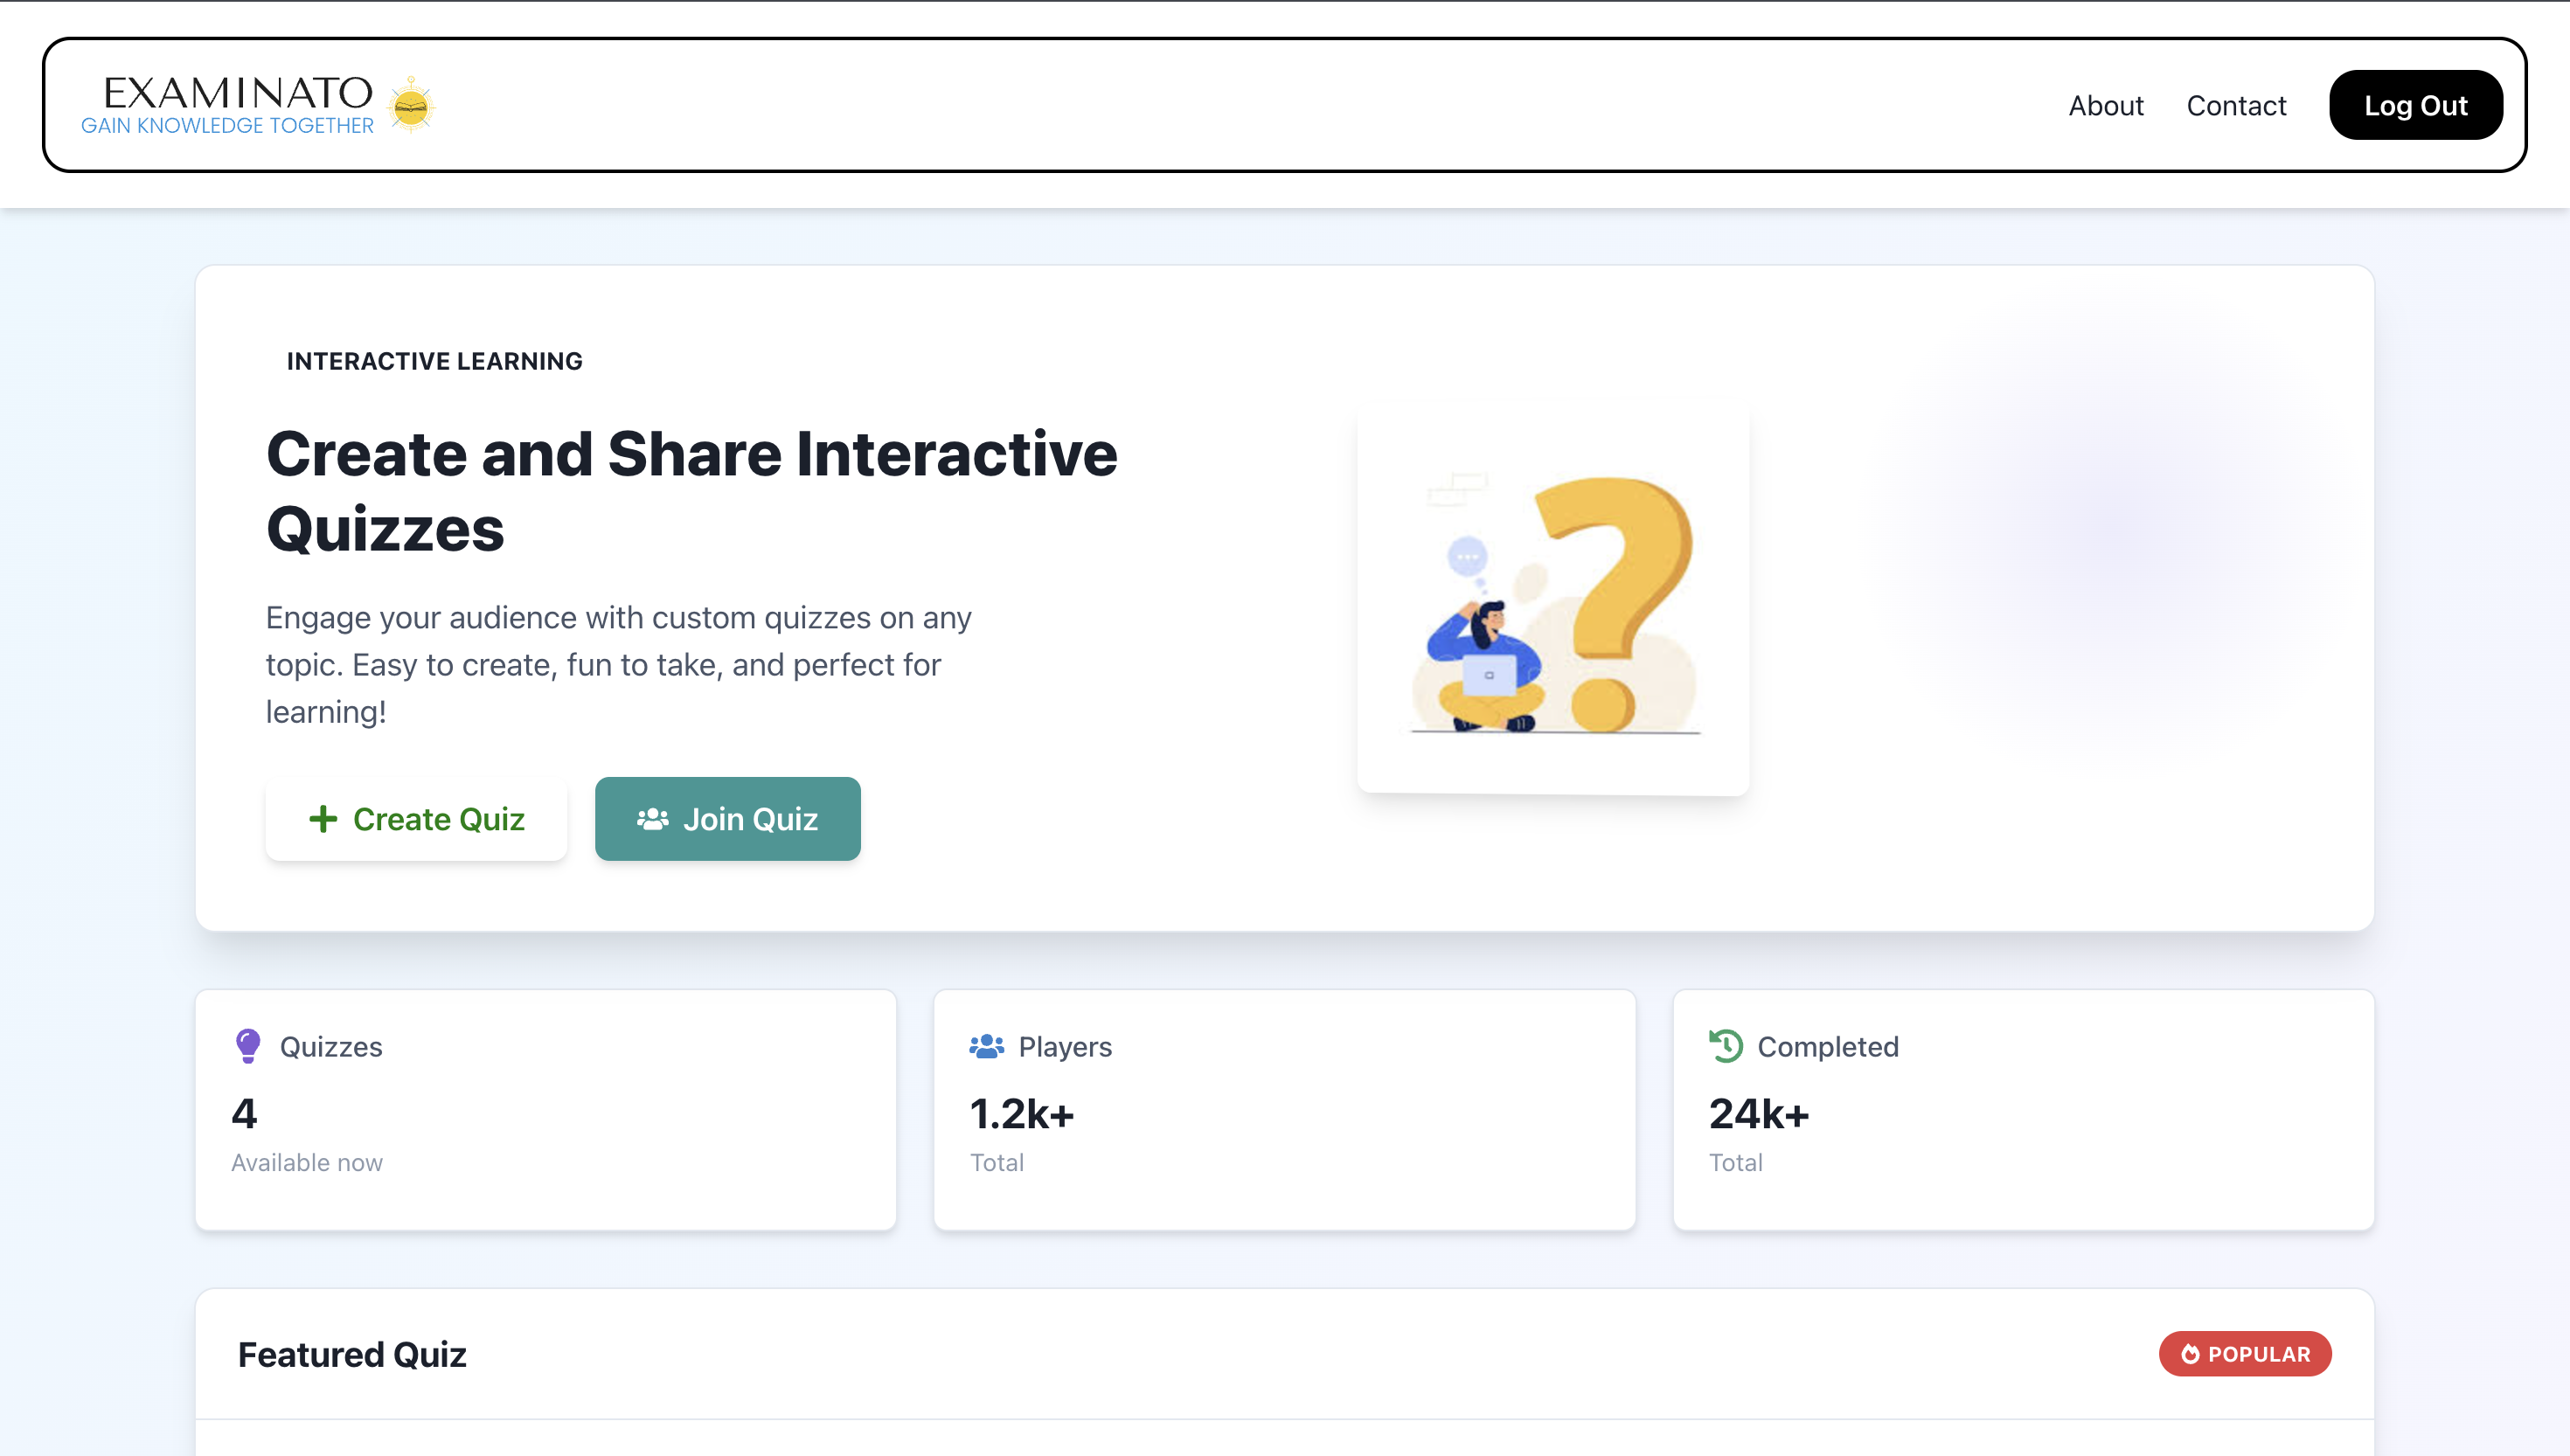 EXAMINATO
GAIN KNOWLEDGE TOGETHER
About
Contact
Log Out
INTERACTIVE LEARNING
Create and Share Interactive
Quizzes
Engage your audience with custom quizzes on any
topic. Easy to create, fun to take, and perfect for
learning!
Create Quiz
Join Quiz
Quizzes
4
Available now
Players
1.2k+
Total
Completed
24k+
Total
Featured Quiz
POPULAR